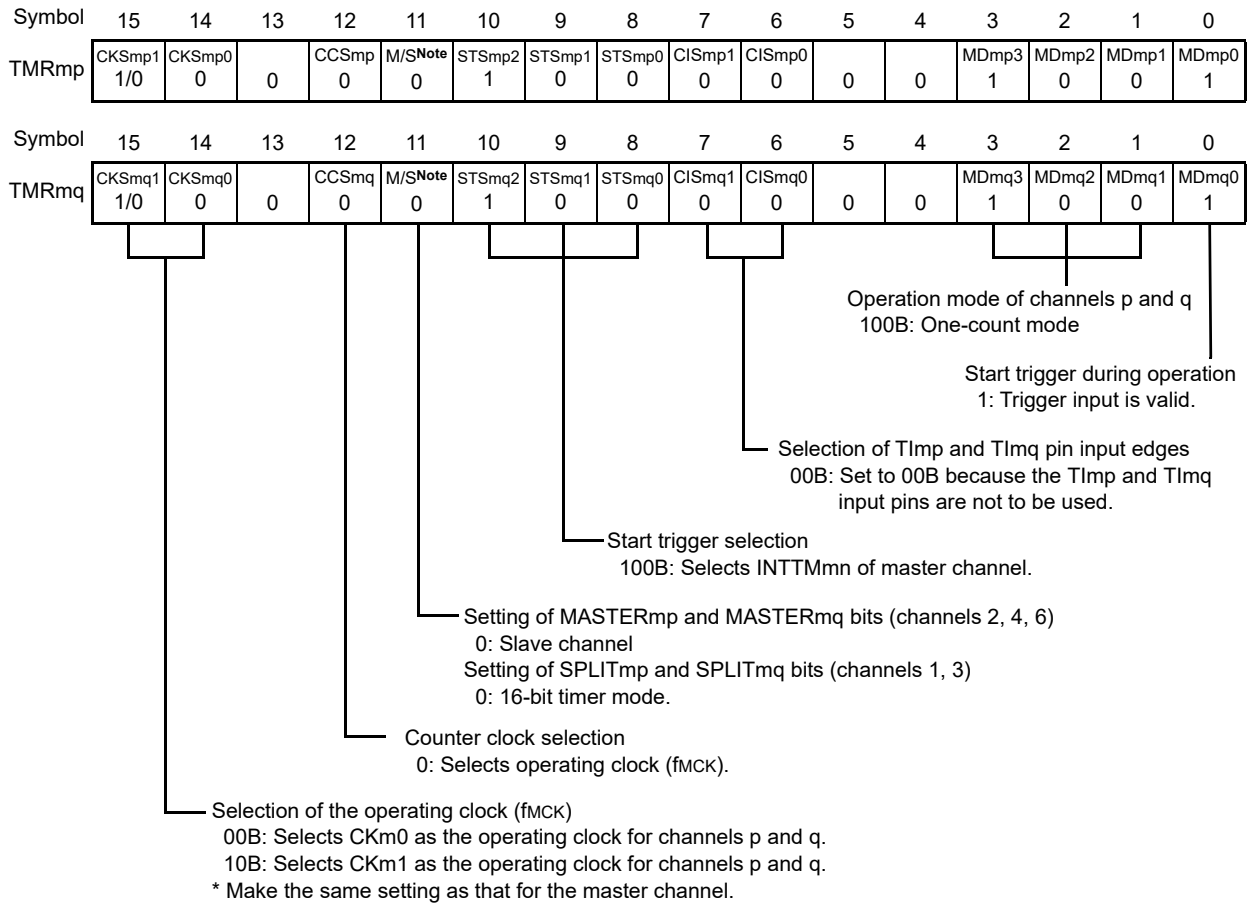 Symbol 15 14 13 12 11 10 9 8 7 6 5 4 3 2 1 0
TMRmp CKSmp1 CKSmp0 CCSmp M/SNote STSmp2 STSmp1 STSmp0 CISmp1 CISmp0 MDmp3 MDmp2 MDmp1 MDmp0
1/0 0 0 0 0 1 0 0 0 0 0 0 1 0 0 1
Symbol 15 14 13 12 11 10 9 8 7 6 5 4 3 2 1 0
TMRmq CKSmq1 CKSmq0 CCSmq M/SNote STSmq2 STSmq1 STSmq0 CISmq1 CISmq0 MDmq3 MDmq2 MDmq1 MDmq0
1/0 0 0 0 0 1 0 0 0 0 0 0 1 0 0 1
Operation mode of channels p and q
100B: One-count mode
Start trigger during operation
1: Trigger input is valid.
Selection of TImp and TImq pin input edges
00B: Set to 00B because the TImp and TImq
input pins are not to be used.
Start trigger selection
100B: Selects INTTMmn of master channel.
Setting of MASTERmp and MASTERmq bits (channels 2, 4, 6)
0: Slave channel
Setting of SPLITmp and SPLITmq bits (channels 1, 3)
0: 16-bit timer mode.
Counter clock selection
0: Selects operating clock (fMCK).
Selection of the operating clock (fMCK)
00B: Selects CKm0 as the operating clock for channels p and q.
10B: Selects CKm1 as the operating clock for channels p and q.
* Make the same setting as that for the master channel.